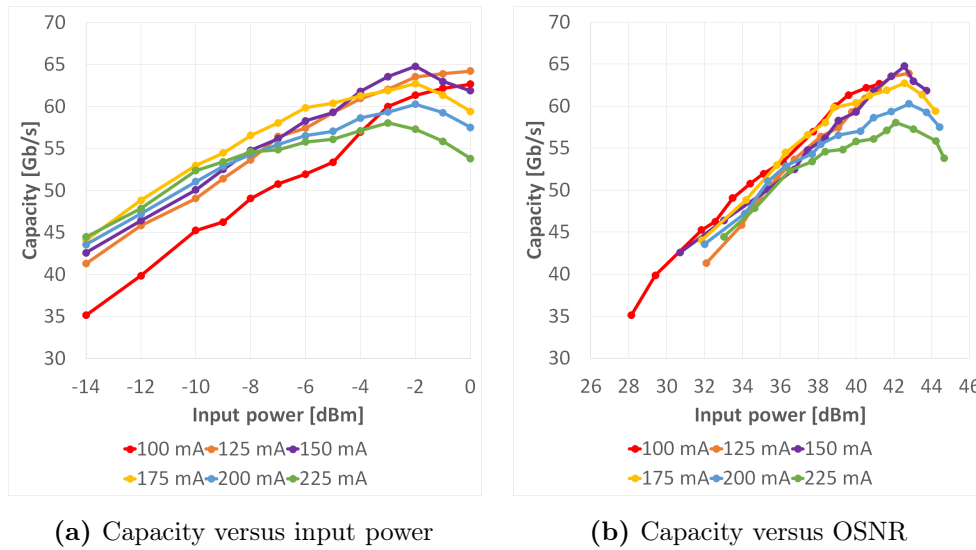 70
65
60
55
50
45
40
35
30
Capacity [Gb/s]
-14 -12 -10 -8 -6 -4 -2 0
Input power [dBm]
100 mA 125 mA 150 mA
175 mA 200 mA 225 mA
(a) Capacity versus input power
70
65
60
55
50
45
40
35
30
Capacity [Gb/s]
26 28 30 32 34 36 38 40 42 44 46
Input power [dBm]
100 mA 125 mA 150 mA
175 mA 200 mA 225 mA
(b) Capacity versus OSNR